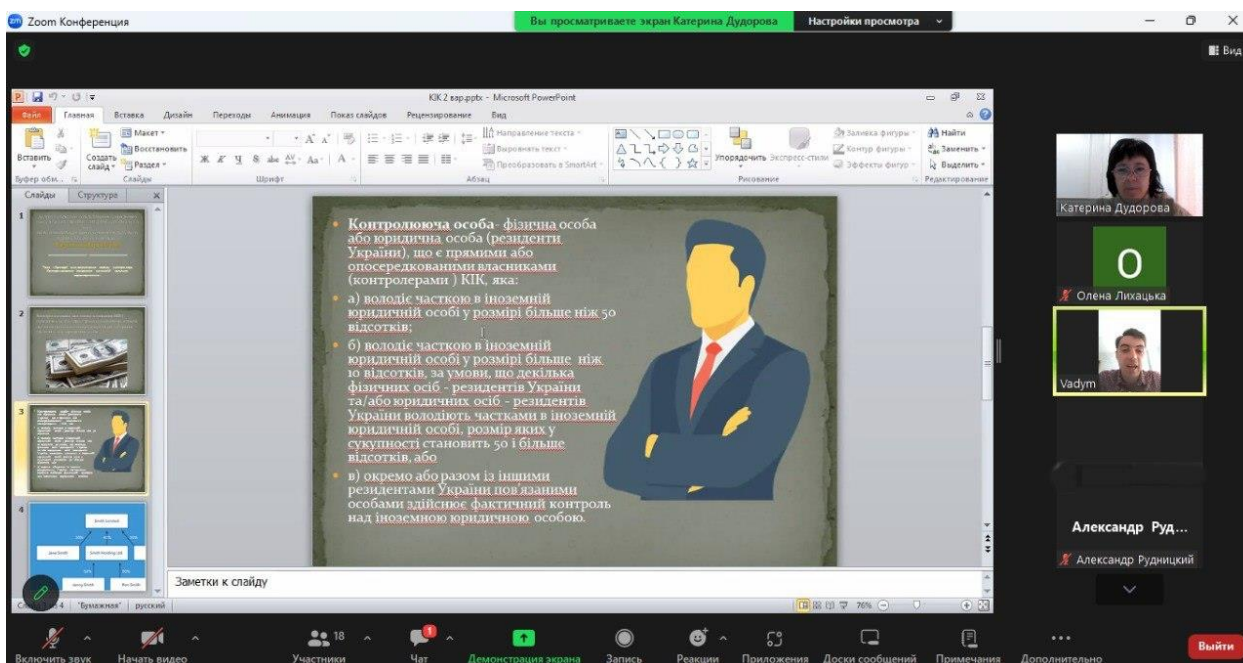 Zoom Конференция
Вы просматриваете экран Катерина Дудорова
Настройки просмотра
Вид
КІК 2 вар.pptx - Microsoft PowerPoint
Файл Главная Вставка Дизайн Переходы Анимация Показ слайдов Рецензирование Вид
Вставить
Создать слайд
Макет
Восстановить
Раздел
Направление текста
Выровнять текст
Преобразовать в SmartArt
Упорядочить
Экспресс-стили
Заливка фигуры
Контур фигуры
Эффекты фигур
Найти
Заменить
Выделить
Буфер обм...
Слайды
Шрифт
Абзац
Рисование
Редактирование
Слайды Структура
1
2
3
4
Контролююча особа- фізична особа
або юридична особа (резиденти
України), що є прямими або
опосередкованими власниками
(контролерами ) КІК, яка:
а) володіє часткою в іноземній
юридичній особі у розмірі більше ніж 50
відсотків;
б) володіє часткою в іноземній
юридичній особі у розмірі більше ніж
10 відсотків, за умови, що декілька
фізичних осіб - резидентів України
та/або юридичних осіб - резидентів
України володіють частками в іноземній
юридичній особі, розмір яких у
сукупності становить 50 і більше
відсотків, або
в) окремо або разом із іншими
резидентами України пов'язаними
особами здійснює фактичний контроль
над іноземною юридичною особою.
Заметки к слайду
"Бумажная" русский
76%
Катерина Дудорова
О
Олена Лихацька
Vadym
Александр Руд...
Александр Рудницкий
Включить звук
Начать видео
Участники
18
Чат
1
Демонстрация экрана
Запись
Реакции
Приложения
Доски сообщений
Примечания
Дополнительно
Выйти